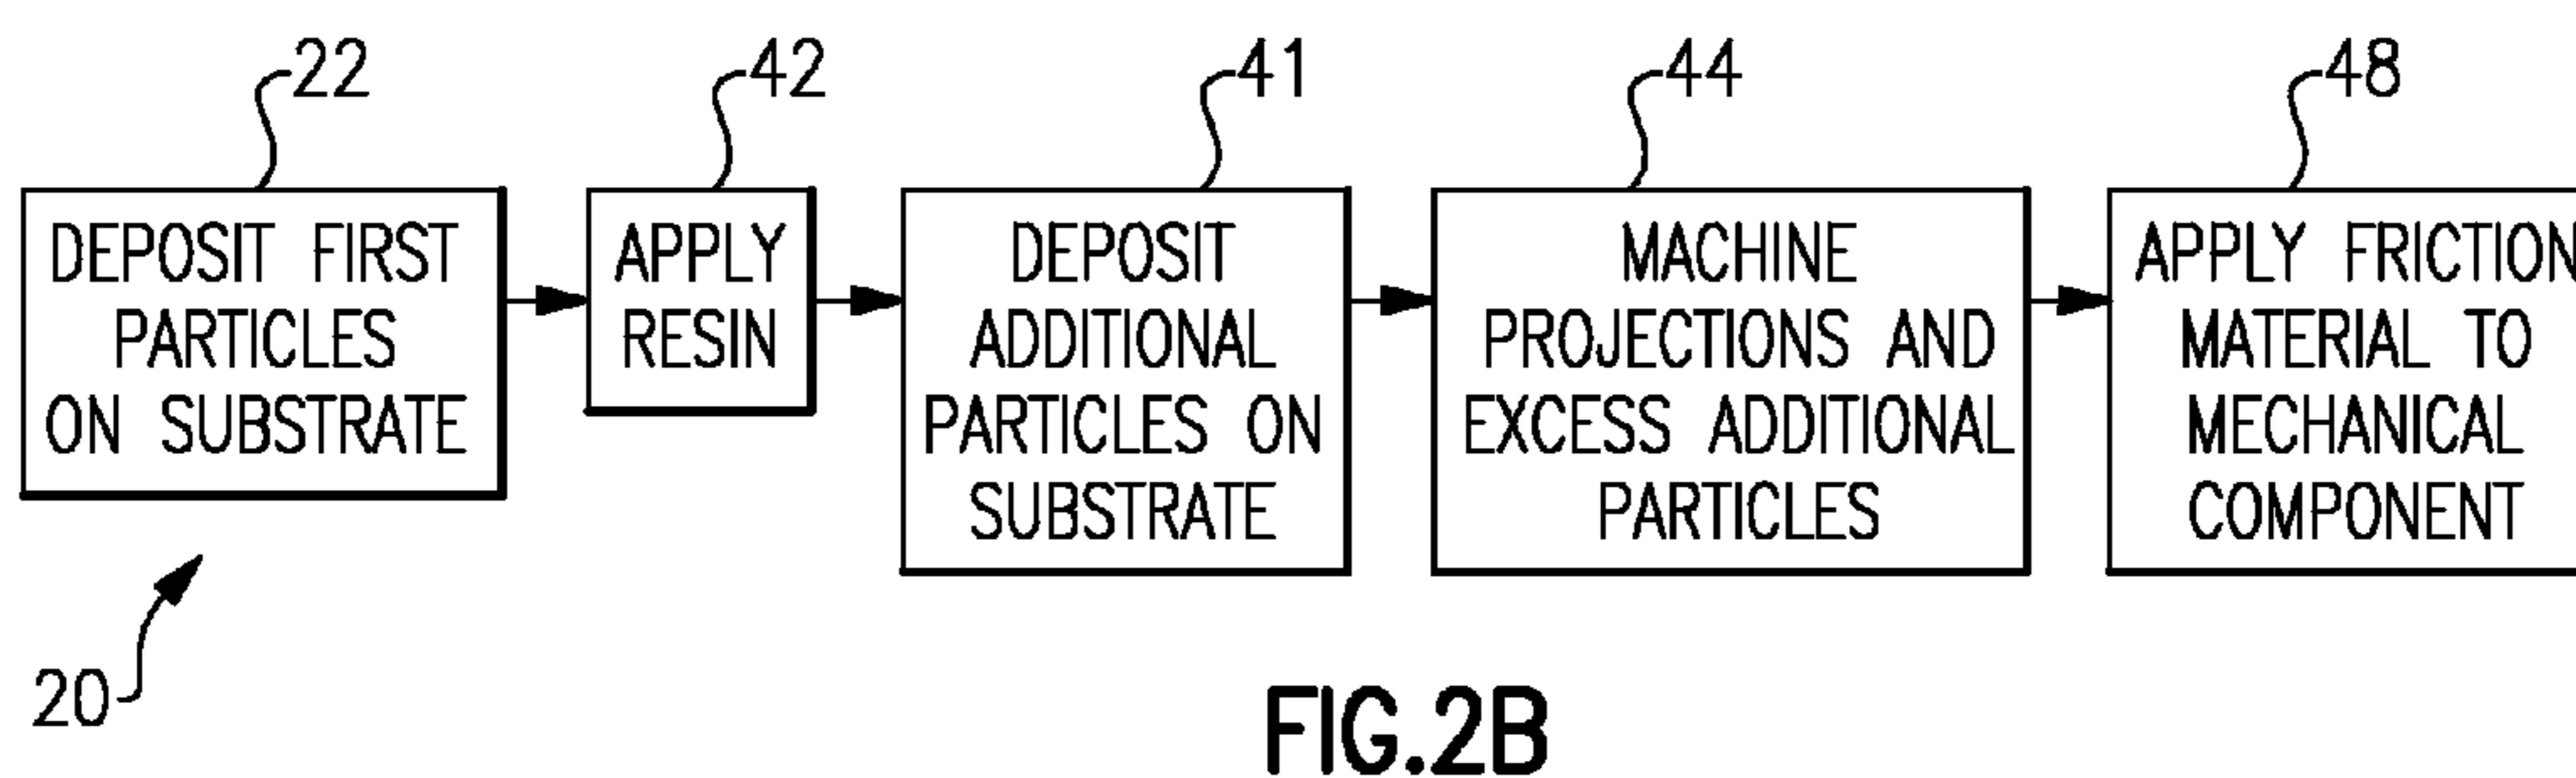 22
42
41
44
48
DEPOSIT FIRST
PARTICLES
ON SUBSTRATE
APPLY
RESIN
DEPOSIT
ADDITIONAL
PARTICLES ON
SUBSTRATE
MACHINE
PROJECTIONS AND
EXCESS ADDITIONAL
PARTICLES
APPLY FRICTION
MATERIAL TO
MECHANICAL
COMPONENT
20
FIG.2B